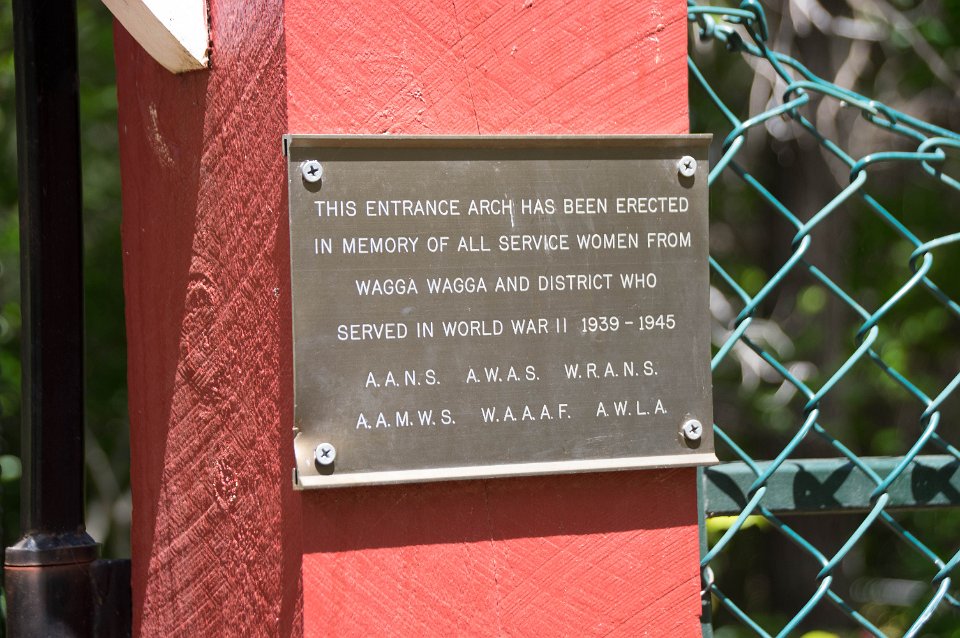 THIS ENTRANCE ARCH HAS BEEN ERECTED
IN MEMORY OF ALL SERVICE WOMEN FROM
WAGGA WAGGA AND DISTRICT WHO
SERVED IN WORLD WAR II 1939 - 1945
A.A.N.S. A.W.A.S. W.R.A.N.S.
A.A.M.W.S. W.A.A.A.F. A.W.L.A.